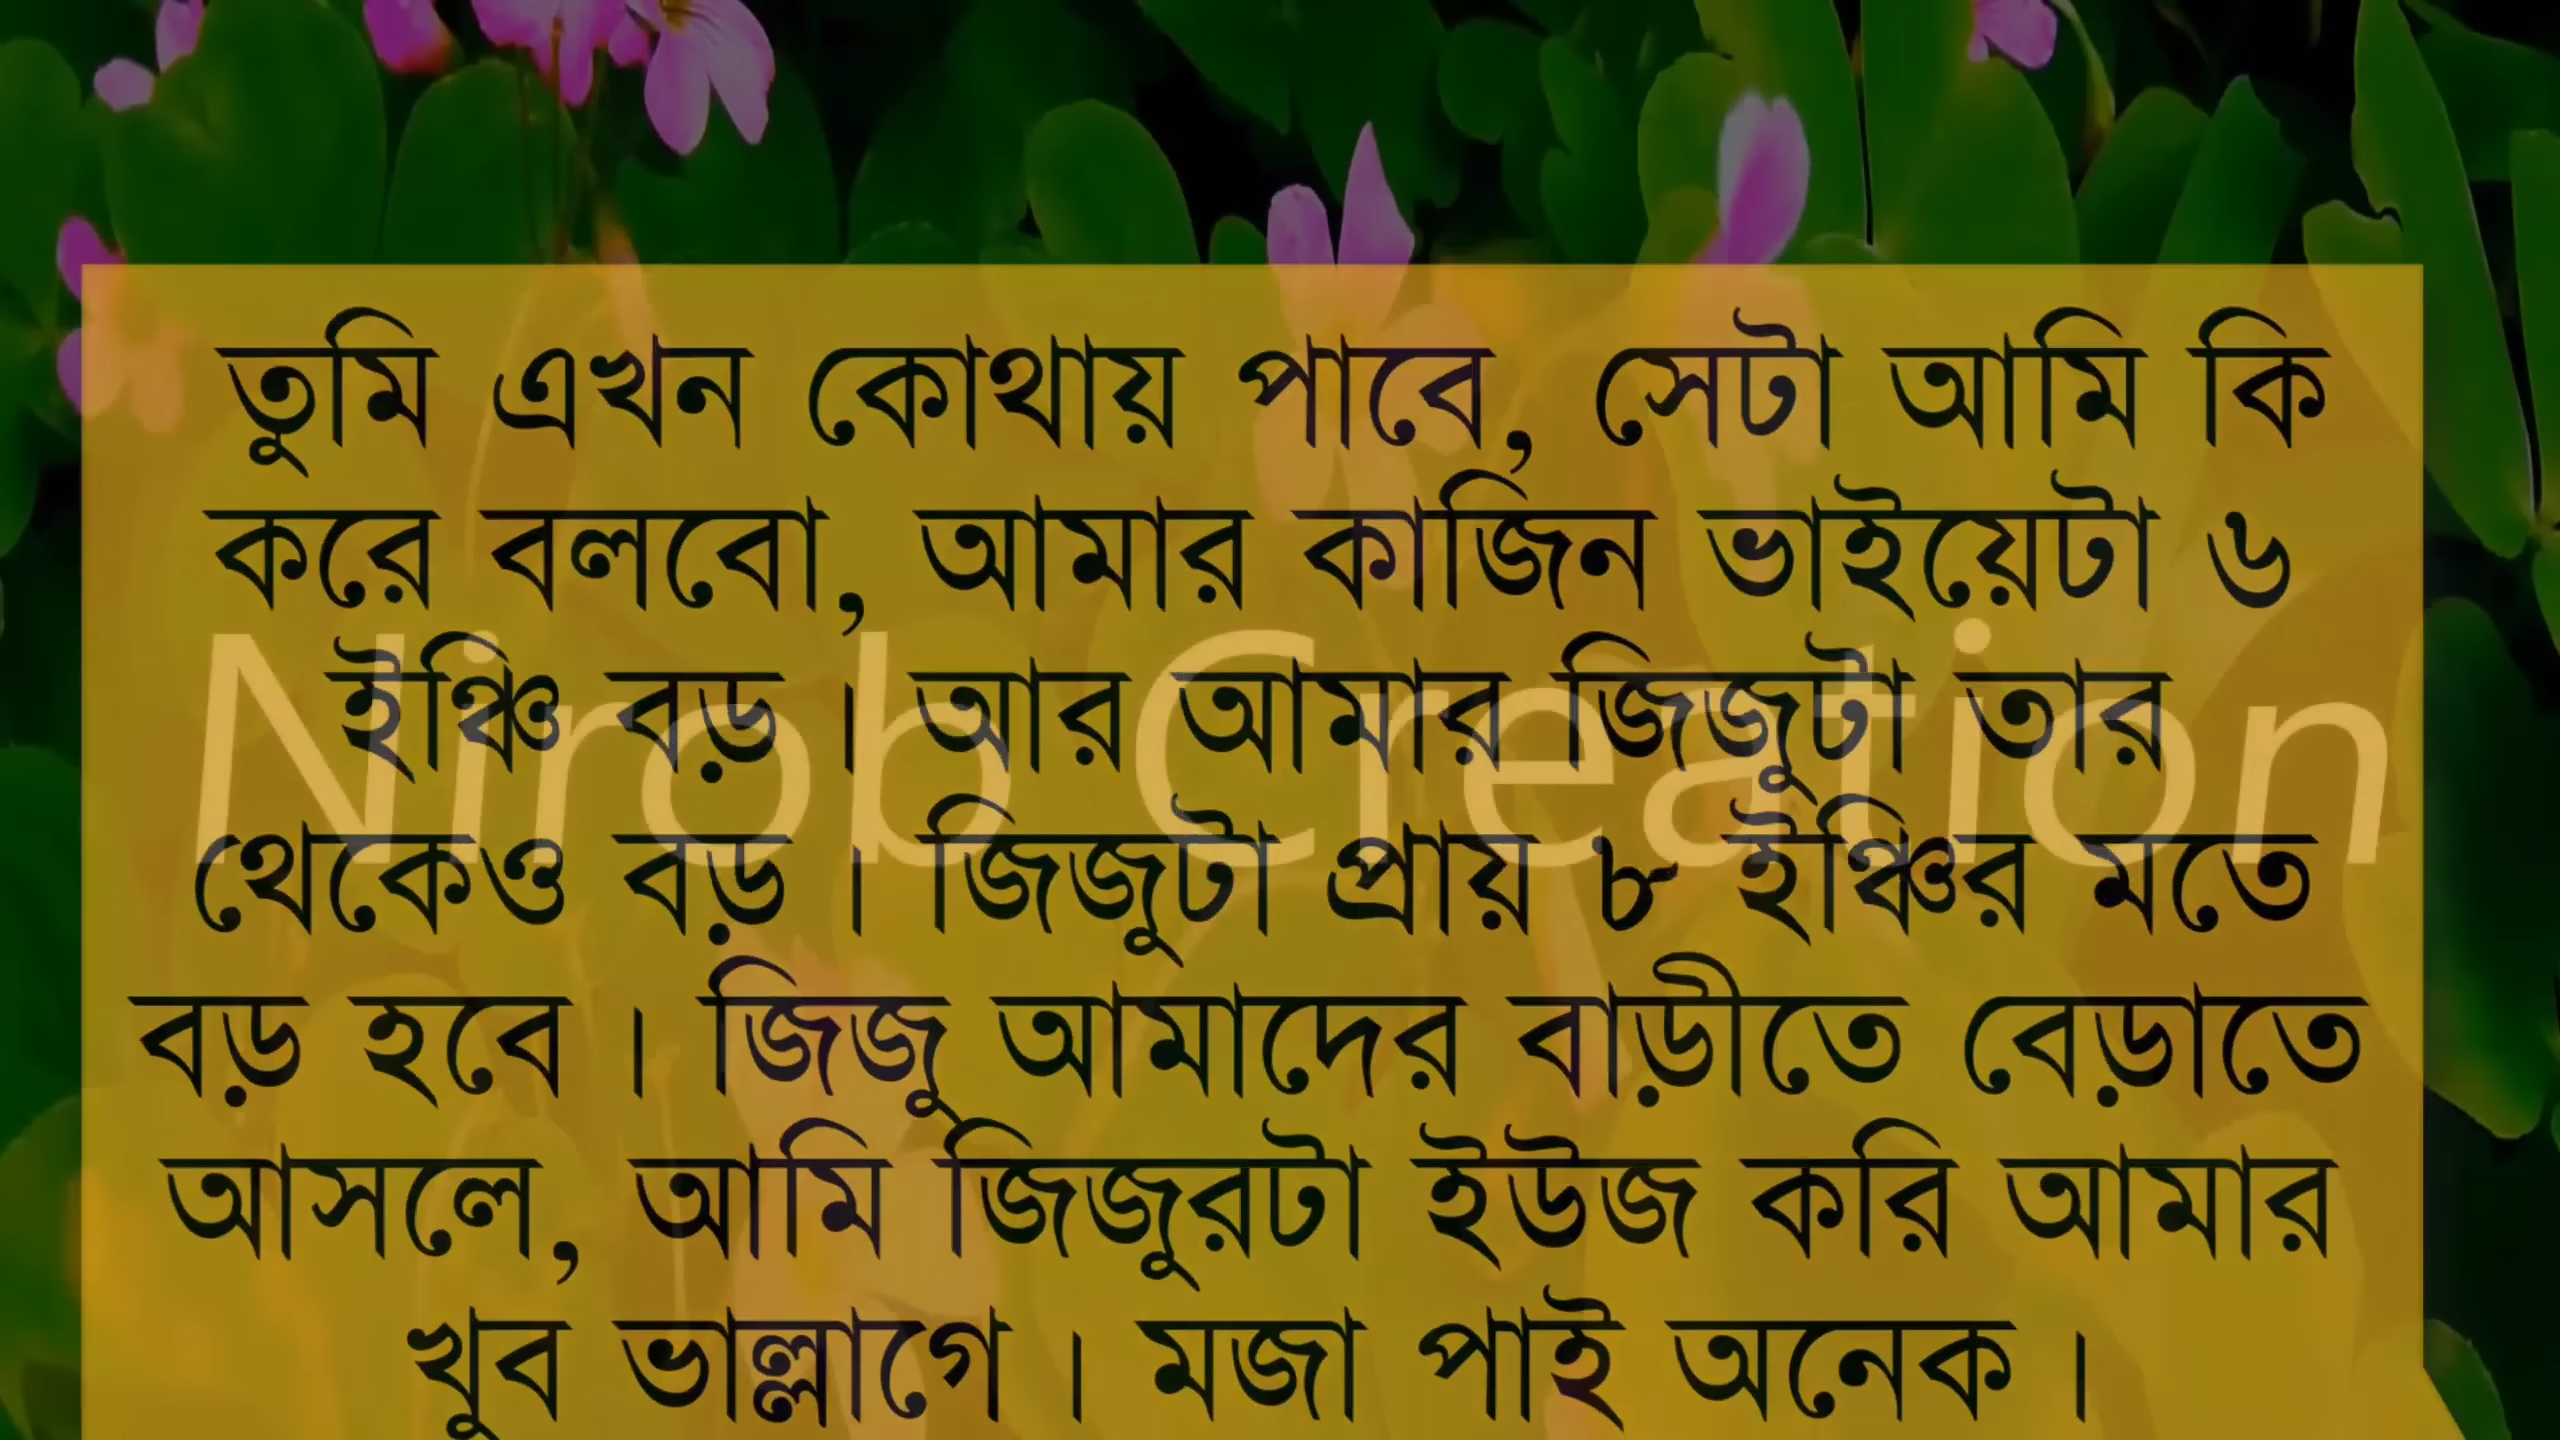 তুমি এখন কোথায় পাবে, সেটা আমি কি
করে বলবো, আমার কাজিন ভাইয়েটা ৬
ইঞ্চি বড় । আর আমার জিজুটা তার
থেকেও বড় । জিজুটা প্রায় ৮ ইঞ্চির মতে
বড় হবে । জিজু আমাদের বাড়ীতে বেড়াতে
আসলে, আমি জিজুরটা ইউজ করি আমার
খুব ভাল্লাগে । মজা পাই অনেক ।
Nirob Creation